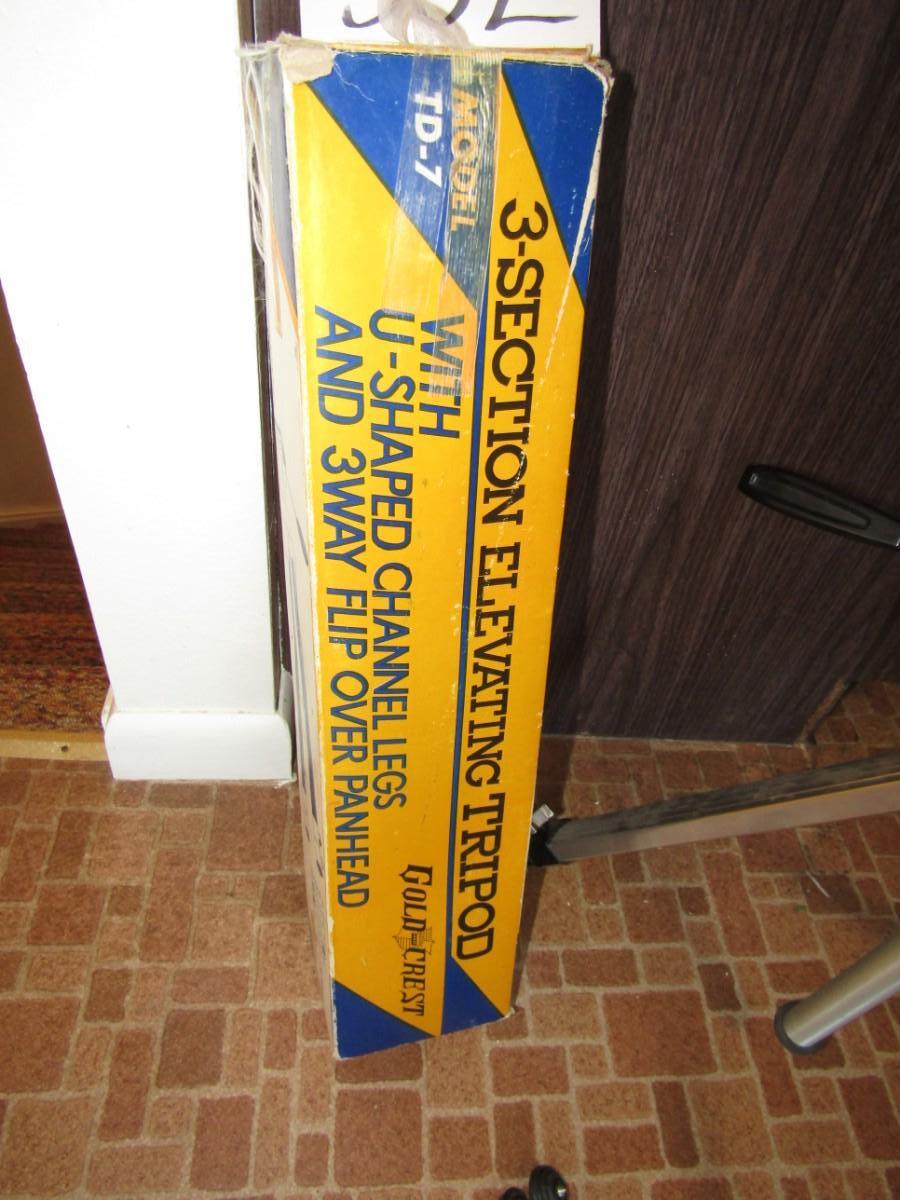 MODEL
TD-7
3-SECTION ELEVATING TRIPOD
WITH
U-SHAPED CHANNEL LEGS
AND 3WAY FLIP OVER PANHEAD
GOLD CREST